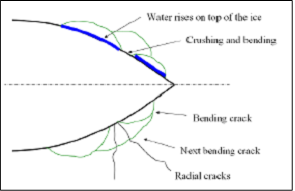 Water rises on top of the ice
Crushing and bending
Bending crack
Next bending crack
Radial cracks